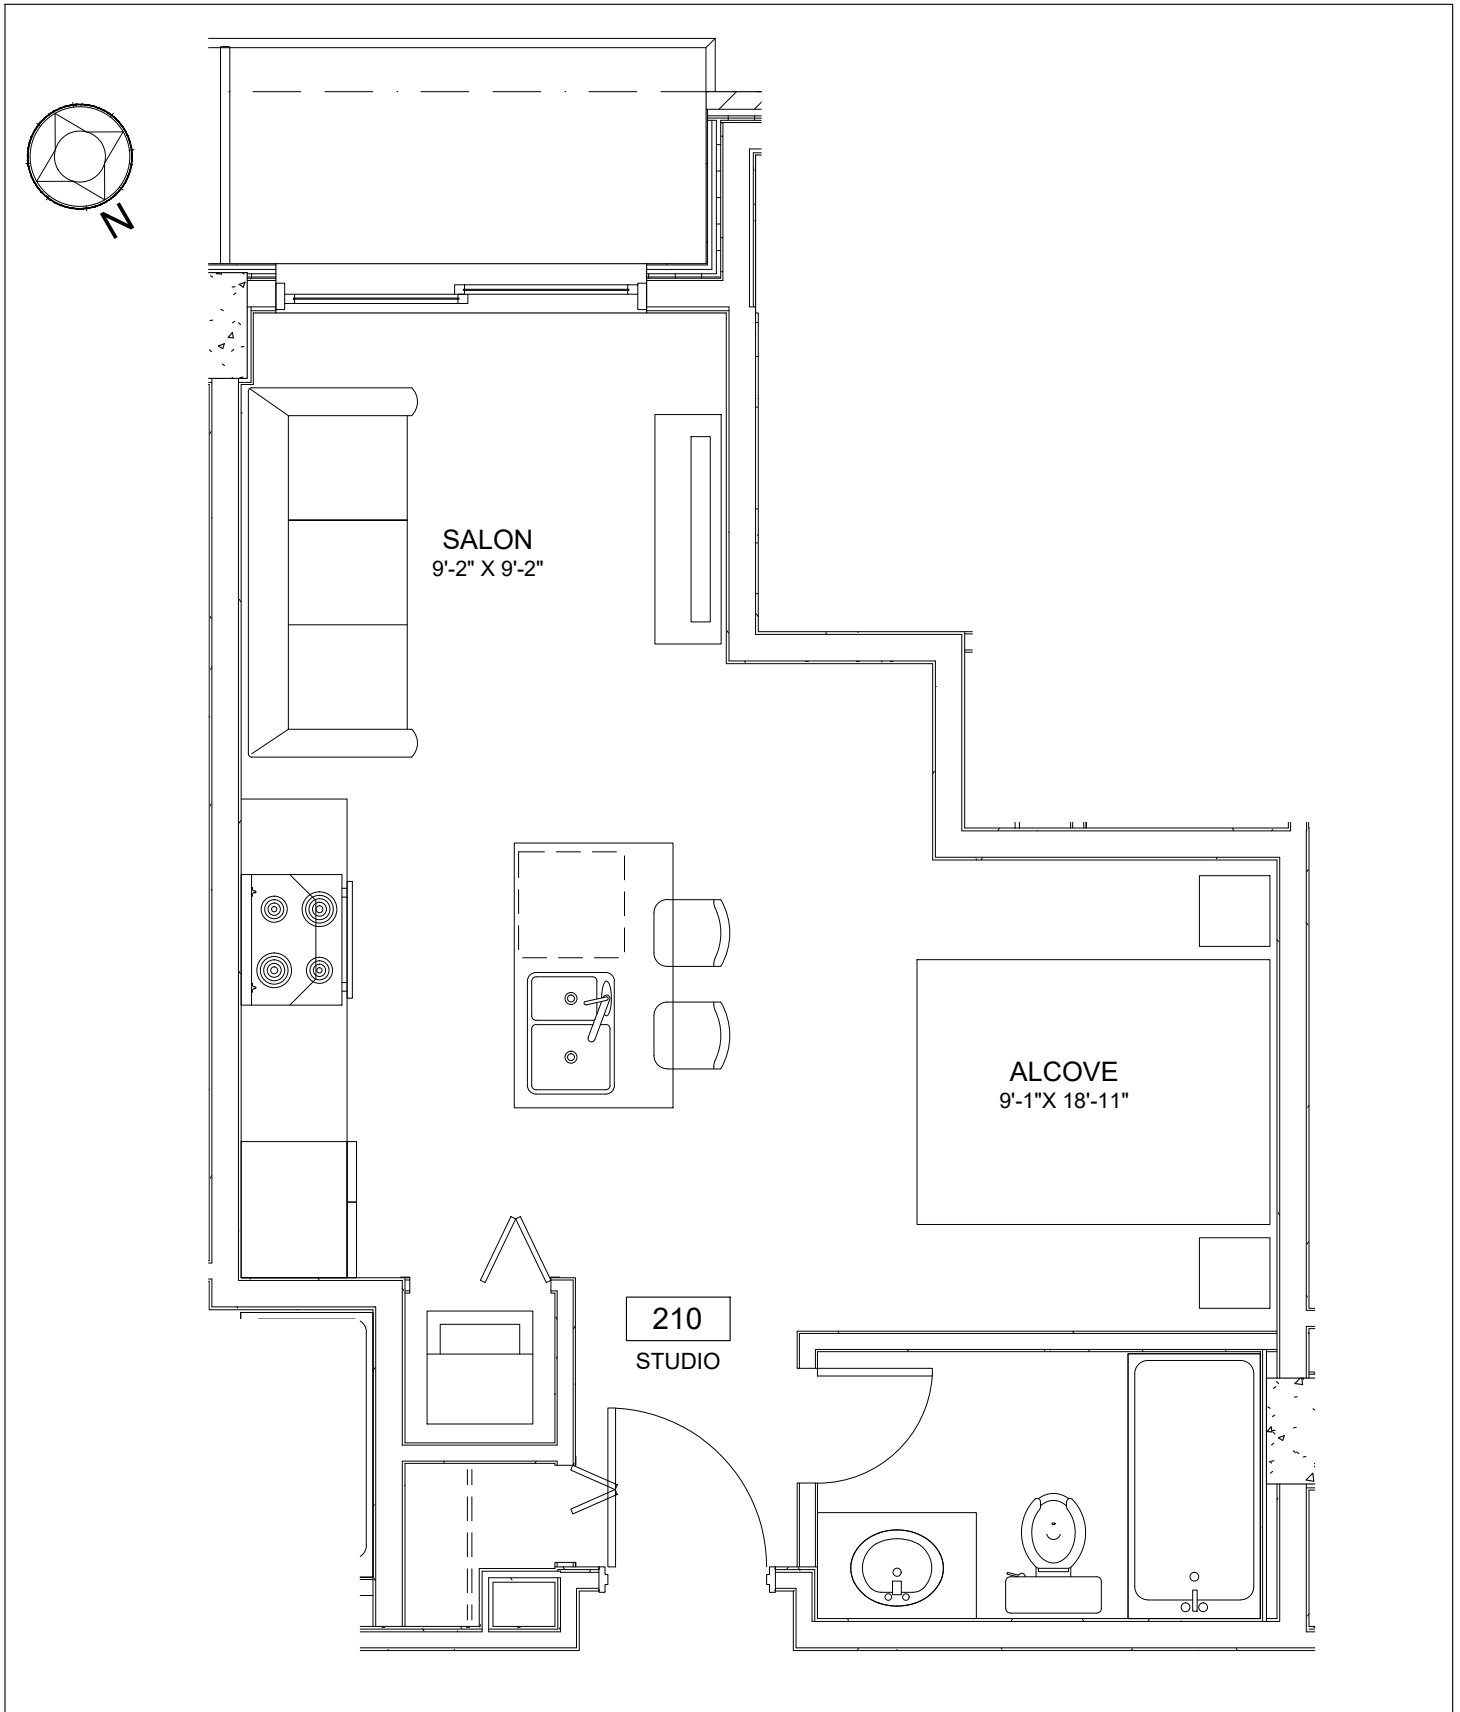 N
SALON
9'-2" X 9'-2"
ALCOVE
9'-1"X 18'-11"
210
STUDIO